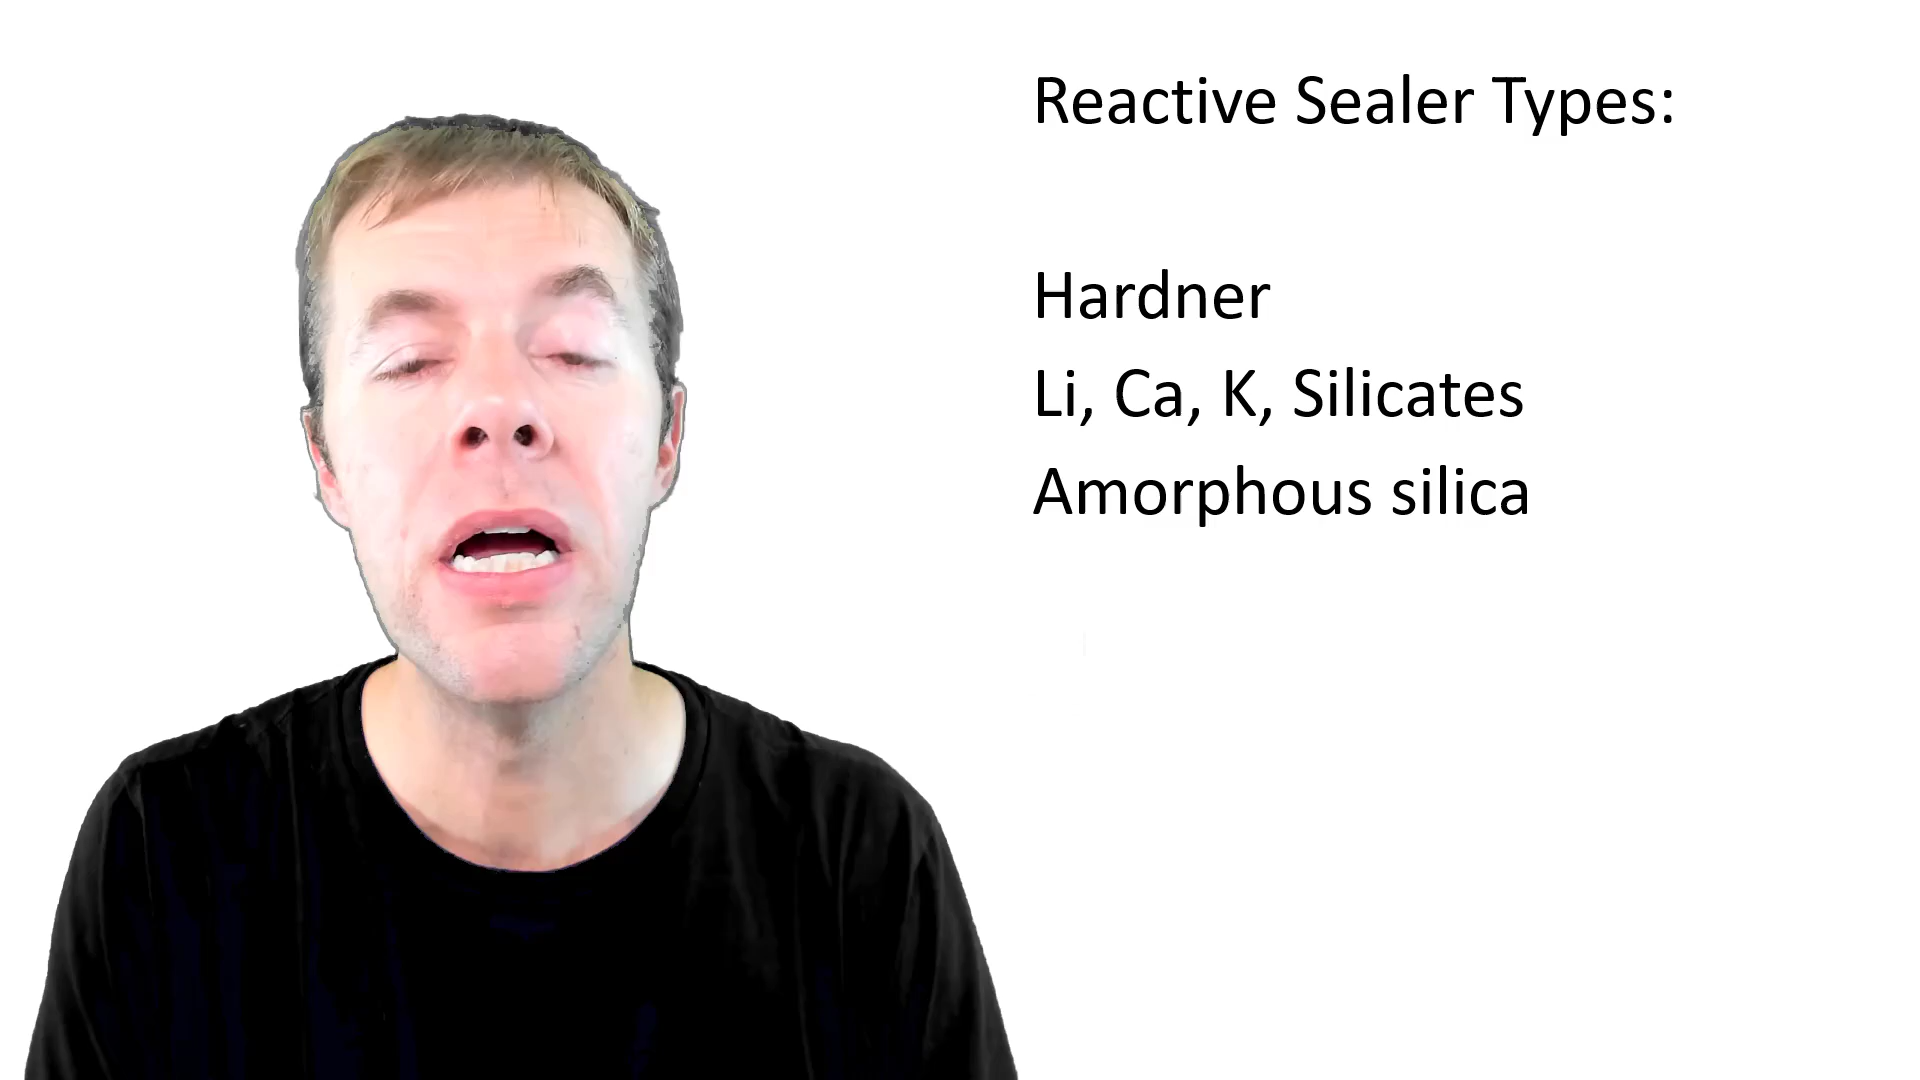 Reactive Sealer Types:
Hardner
Li, Ca, K, Silicates
Amorphous silica